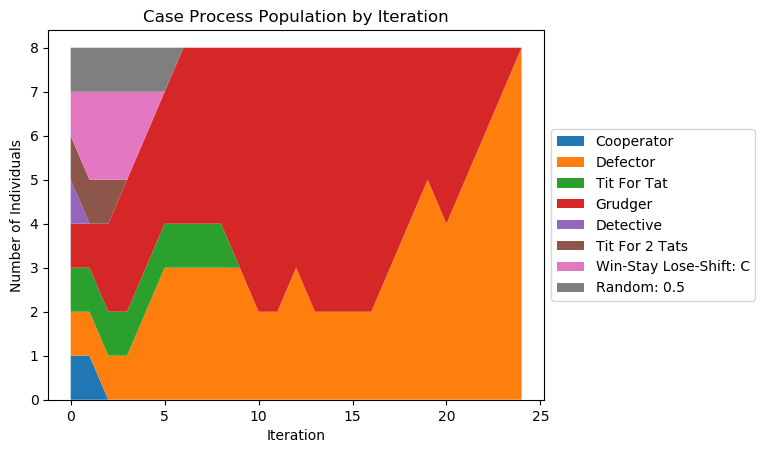 Case Process Population by Iteration
Number of Individuals
8
7
6
5
4
3
2
1
0
0 5 10 15 20 25
Iteration
Cooperator
Defector
Tit For Tat
Grudger
Detective
Tit For 2 Tats
Win-Stay Lose-Shift: C
Random: 0.5